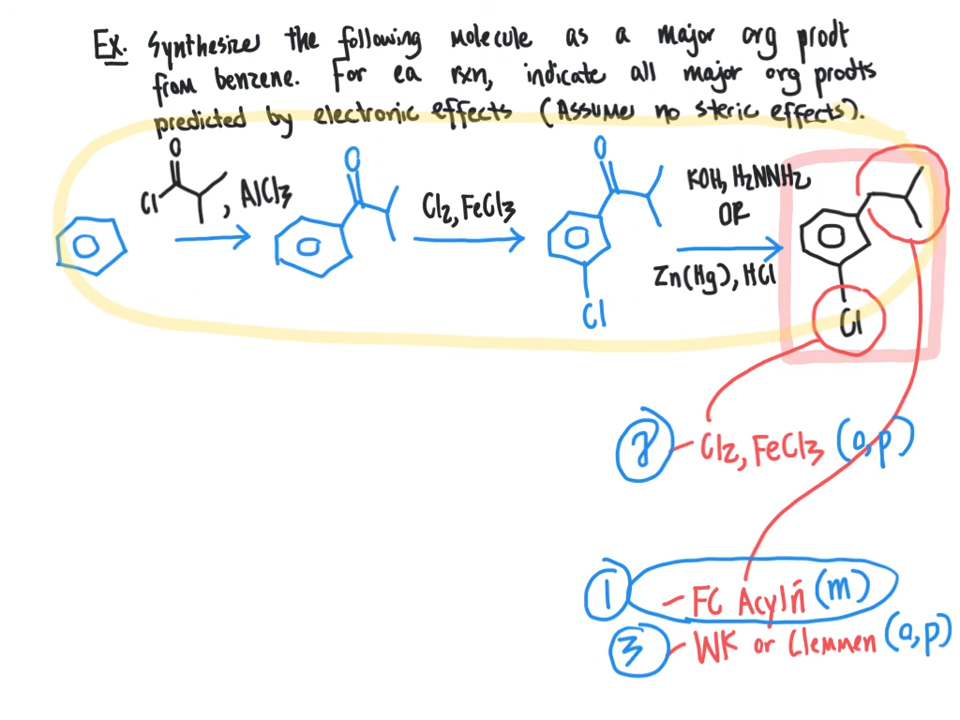 Ex. Synthesize the following molecule as a major org prodt
from benzene. For ea rxn, indicate all major org prodts
predicted by electronic effects (Assume no steric effects).
O
Cl , AlCl3
O
Cl2, FeCl3
O
Cl
KOH, H2NNH2
OR
Zn(Hg), HCl
Cl
2 - Cl2, FeCl3 (o,p)
1 - FC Acyl'n (m)
3 - WK or Clemmen (o,p)